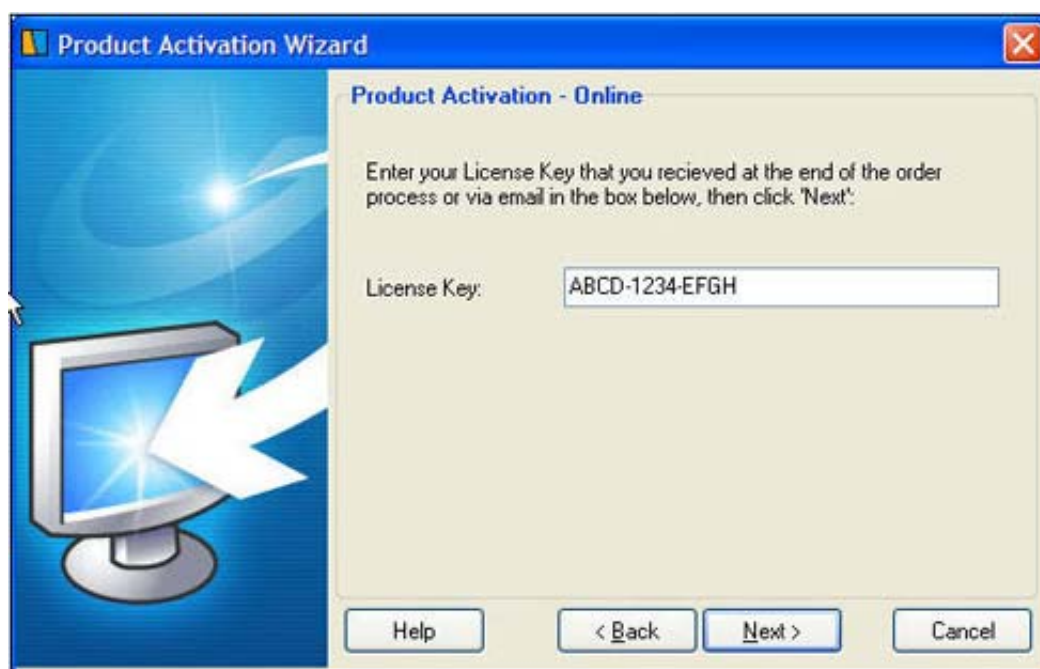 Product Activation Wizard
Product Activation - Online
Enter your License Key that you recieved at the end of the order
process or via email in the box below, then click 'Next':
License Key: ABCD-1234-EFGH
Help < Back Next > Cancel